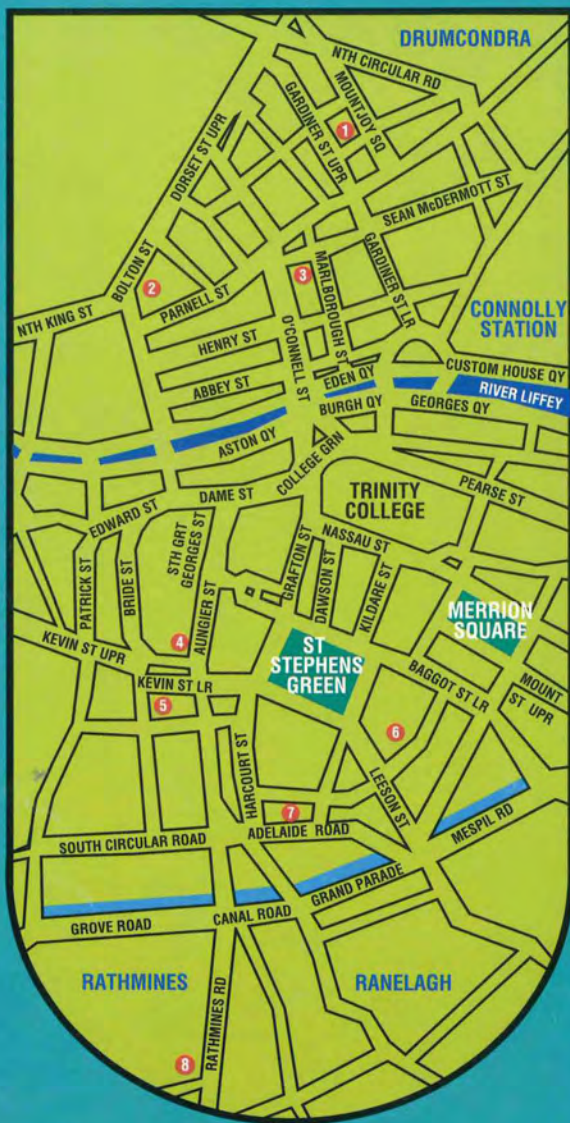 DRUMCONDRA
NTH CIRCULAR RD
MOUNTJOY SQ
1
GARDINER ST UPR
DORSET ST UPR
SEAN McDERMOTT ST
BOLTON ST
2
3
MARLBOROUGH ST
GARDINER ST LR
PARNELL ST
NTH KING ST
CONNOLLY
STATION
O'CONNELL ST
HENRY ST
ABBEY ST
EDEN QY
CUSTOM HOUSE QY
RIVER LIFFEY
BURGH QY
GEORGES QY
ASTON QY
COLLEGE GRN
DAME ST
EDWARD ST
TRINITY
COLLEGE
PEARSE ST
STH GRT
GEORGES ST
NASSAU ST
GRAFTON ST
DAWSON ST
KILDARE ST
PATRICK ST
BRIDE ST
AUNGIER ST
MERRION
SQUARE
4
KEVIN ST UPR
KEVIN ST LR
ST
STEPHENS
GREEN
BAGGOT ST LR
MOUNT
ST UPR
5
6
HARCOURT ST
LEESON ST
7
ADELAIDE ROAD
SOUTH CIRCULAR ROAD
MESPIL RD
GRAND PARADE
CANAL ROAD
GROVE ROAD
RATHMINES
RANELAGH
RATHMINES RD
8